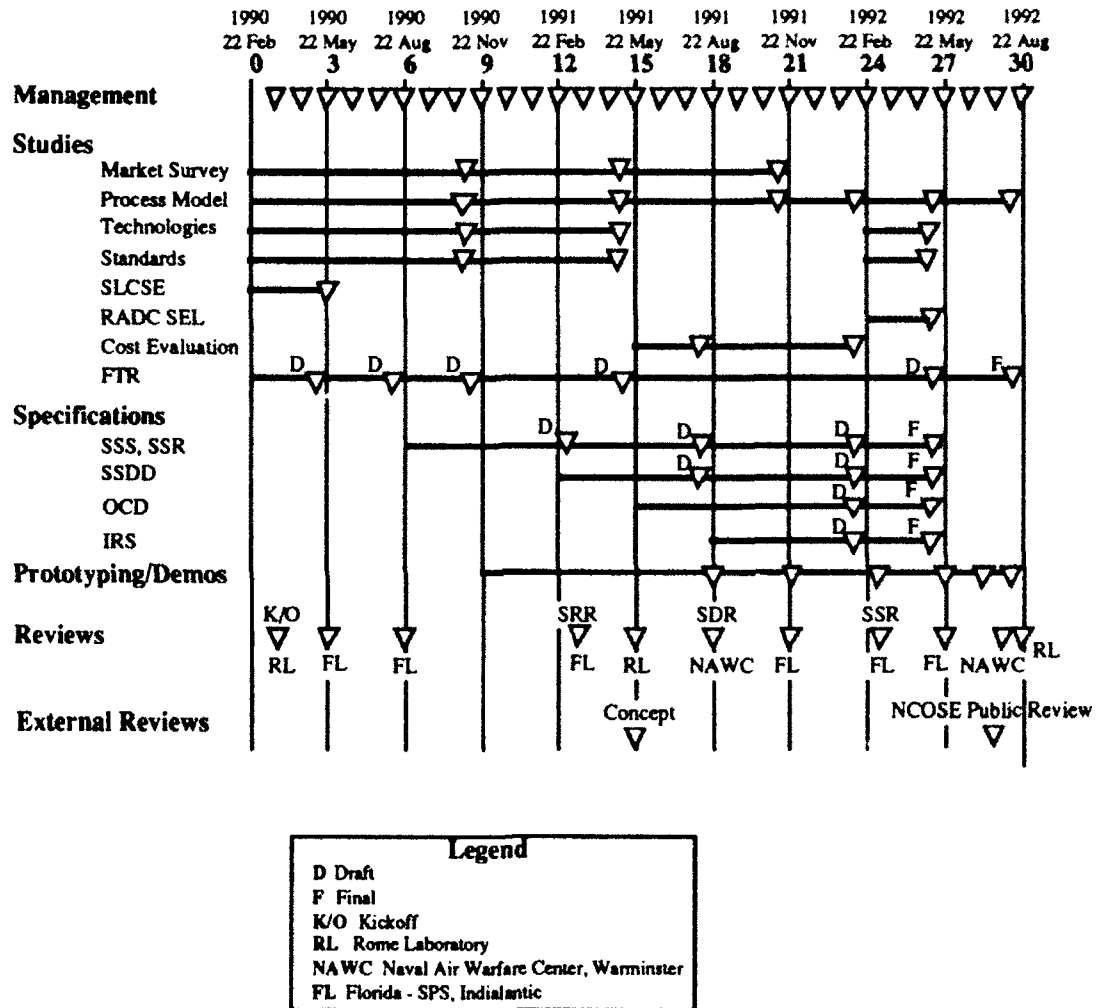 1990 1990 1990 1990 1991 1991 1991 1991 1992 1992 1992
22 Feb 22 May 22 Aug 22 Nov 22 Feb 22 May 22 Aug 22 Nov 22 Feb 22 May 22 Aug
0 3 6 9 12 15 18 21 24 27 30
Management
Studies
Market Survey
Process Model
Technologies
Standards
SLCSE
RADC SEL
Cost Evaluation
D D D D D F
FTR
Specifications
D D D F
SSS, SSR
D D F
SSDD
D F
OCD
D F
IRS
Prototyping/Demos
K/O SRR SDR SSR
Reviews
RL FL FL FL RL NAWC FL FL FL NAWC RL
External Reviews
Concept NCOSE Public Review
Legend
D Draft
F Final
K/O Kickoff
RL Rome Laboratory
NAWC Naval Air Warfare Center, Warminster
FL Florida - SPS, Indialantic